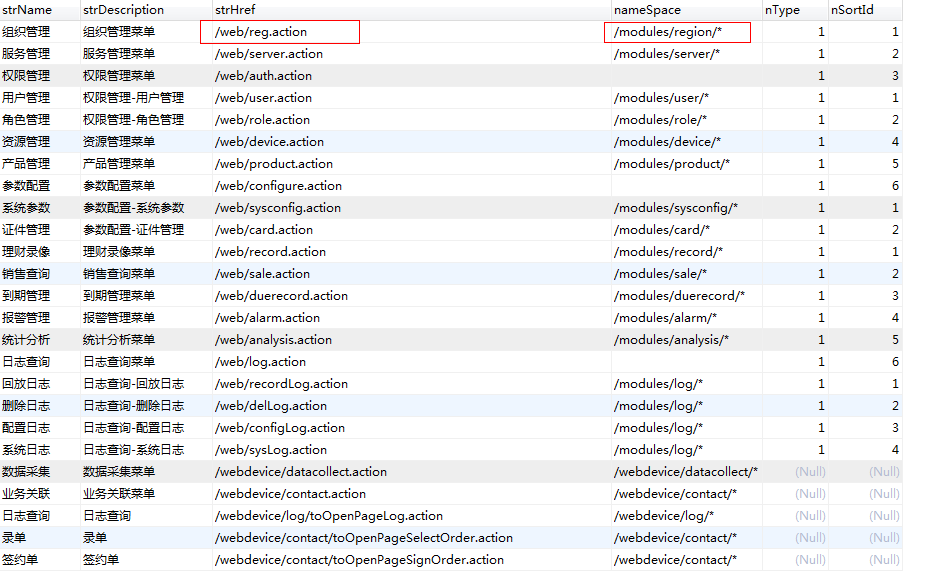 strName strDescription strHref nameSpace nType nSortId
组织管理 组织管理菜单 /web/reg.action /modules/region/* 1 1
服务管理 服务管理菜单 /web/server.action /modules/server/* 1 2
权限管理 权限管理菜单 /web/auth.action 1 3
用户管理 权限管理-用户管理 /web/user.action /modules/user/* 1 1
角色管理 权限管理-角色管理 /web/role.action /modules/role/* 1 2
资源管理 资源管理菜单 /web/device.action /modules/device/* 1 4
产品管理 产品管理菜单 /web/product.action /modules/product/* 1 5
参数配置 参数配置菜单 /web/configure.action 1 6
系统参数 参数配置-系统参数 /web/sysconfig.action /modules/sysconfig/* 1 1
证件管理 参数配置-证件管理 /web/card.action /modules/card/* 1 2
理财录像 理财录像菜单 /web/record.action /modules/record/* 1 1
销售查询 销售查询菜单 /web/sale.action /modules/sale/* 1 2
到期管理 到期管理菜单 /web/duerecord.action /modules/duerecord/* 1 3
报警管理 报警管理菜单 /web/alarm.action /modules/alarm/* 1 4
统计分析 统计分析菜单 /web/analysis.action /modules/analysis/* 1 5
日志查询 日志查询菜单 /web/log.action 1 6
回放日志 日志查询-回放日志 /web/recordLog.action /modules/log/* 1 1
删除日志 日志查询-删除日志 /web/delLog.action /modules/log/* 1 2
配置日志 日志查询-配置日志 /web/configLog.action /modules/log/* 1 3
系统日志 日志查询-系统日志 /web/sysLog.action /modules/log/* 1 4
数据采集 数据采集菜单 /webdevice/datacollect.action /webdevice/datacollect/* (Null) (Null)
业务关联 业务关联菜单 /webdevice/contact.action /webdevice/contact/* (Null) (Null)
日志查询 日志查询 /webdevice/log/toOpenPageLog.action /webdevice/log/* (Null) (Null)
录单 录单 /webdevice/contact/toOpenPageSelectOrder.action /webdevice/contact/* (Null) (Null)
签约单 签约单 /webdevice/contact/toOpenPageSignOrder.action /webdevice/contact/* (Null) (Null)